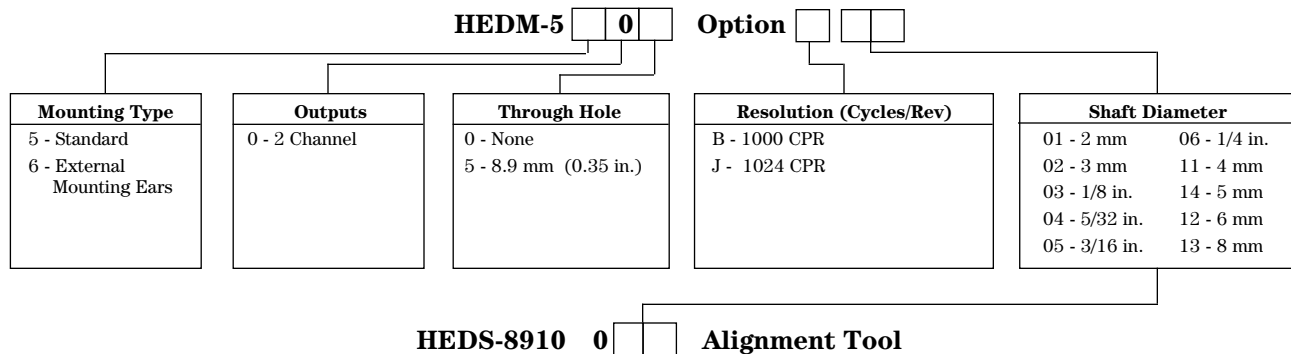 HEDM-5 0 Option
Mounting Type
5 - Standard
6 - External
Mounting Ears
Outputs
0 - 2 Channel
Through Hole
0 - None
5 - 8.9 mm (0.35 in.)
Resolution (Cycles/Rev)
B - 1000 CPR
J - 1024 CPR
Shaft Diameter
01 - 2 mm 06 - 1/4 in.
02 - 3 mm 11 - 4 mm
03 - 1/8 in. 14 - 5 mm
04 - 5/32 in. 12 - 6 mm
05 - 3/16 in. 13 - 8 mm
HEDS-8910 0 Alignment Tool